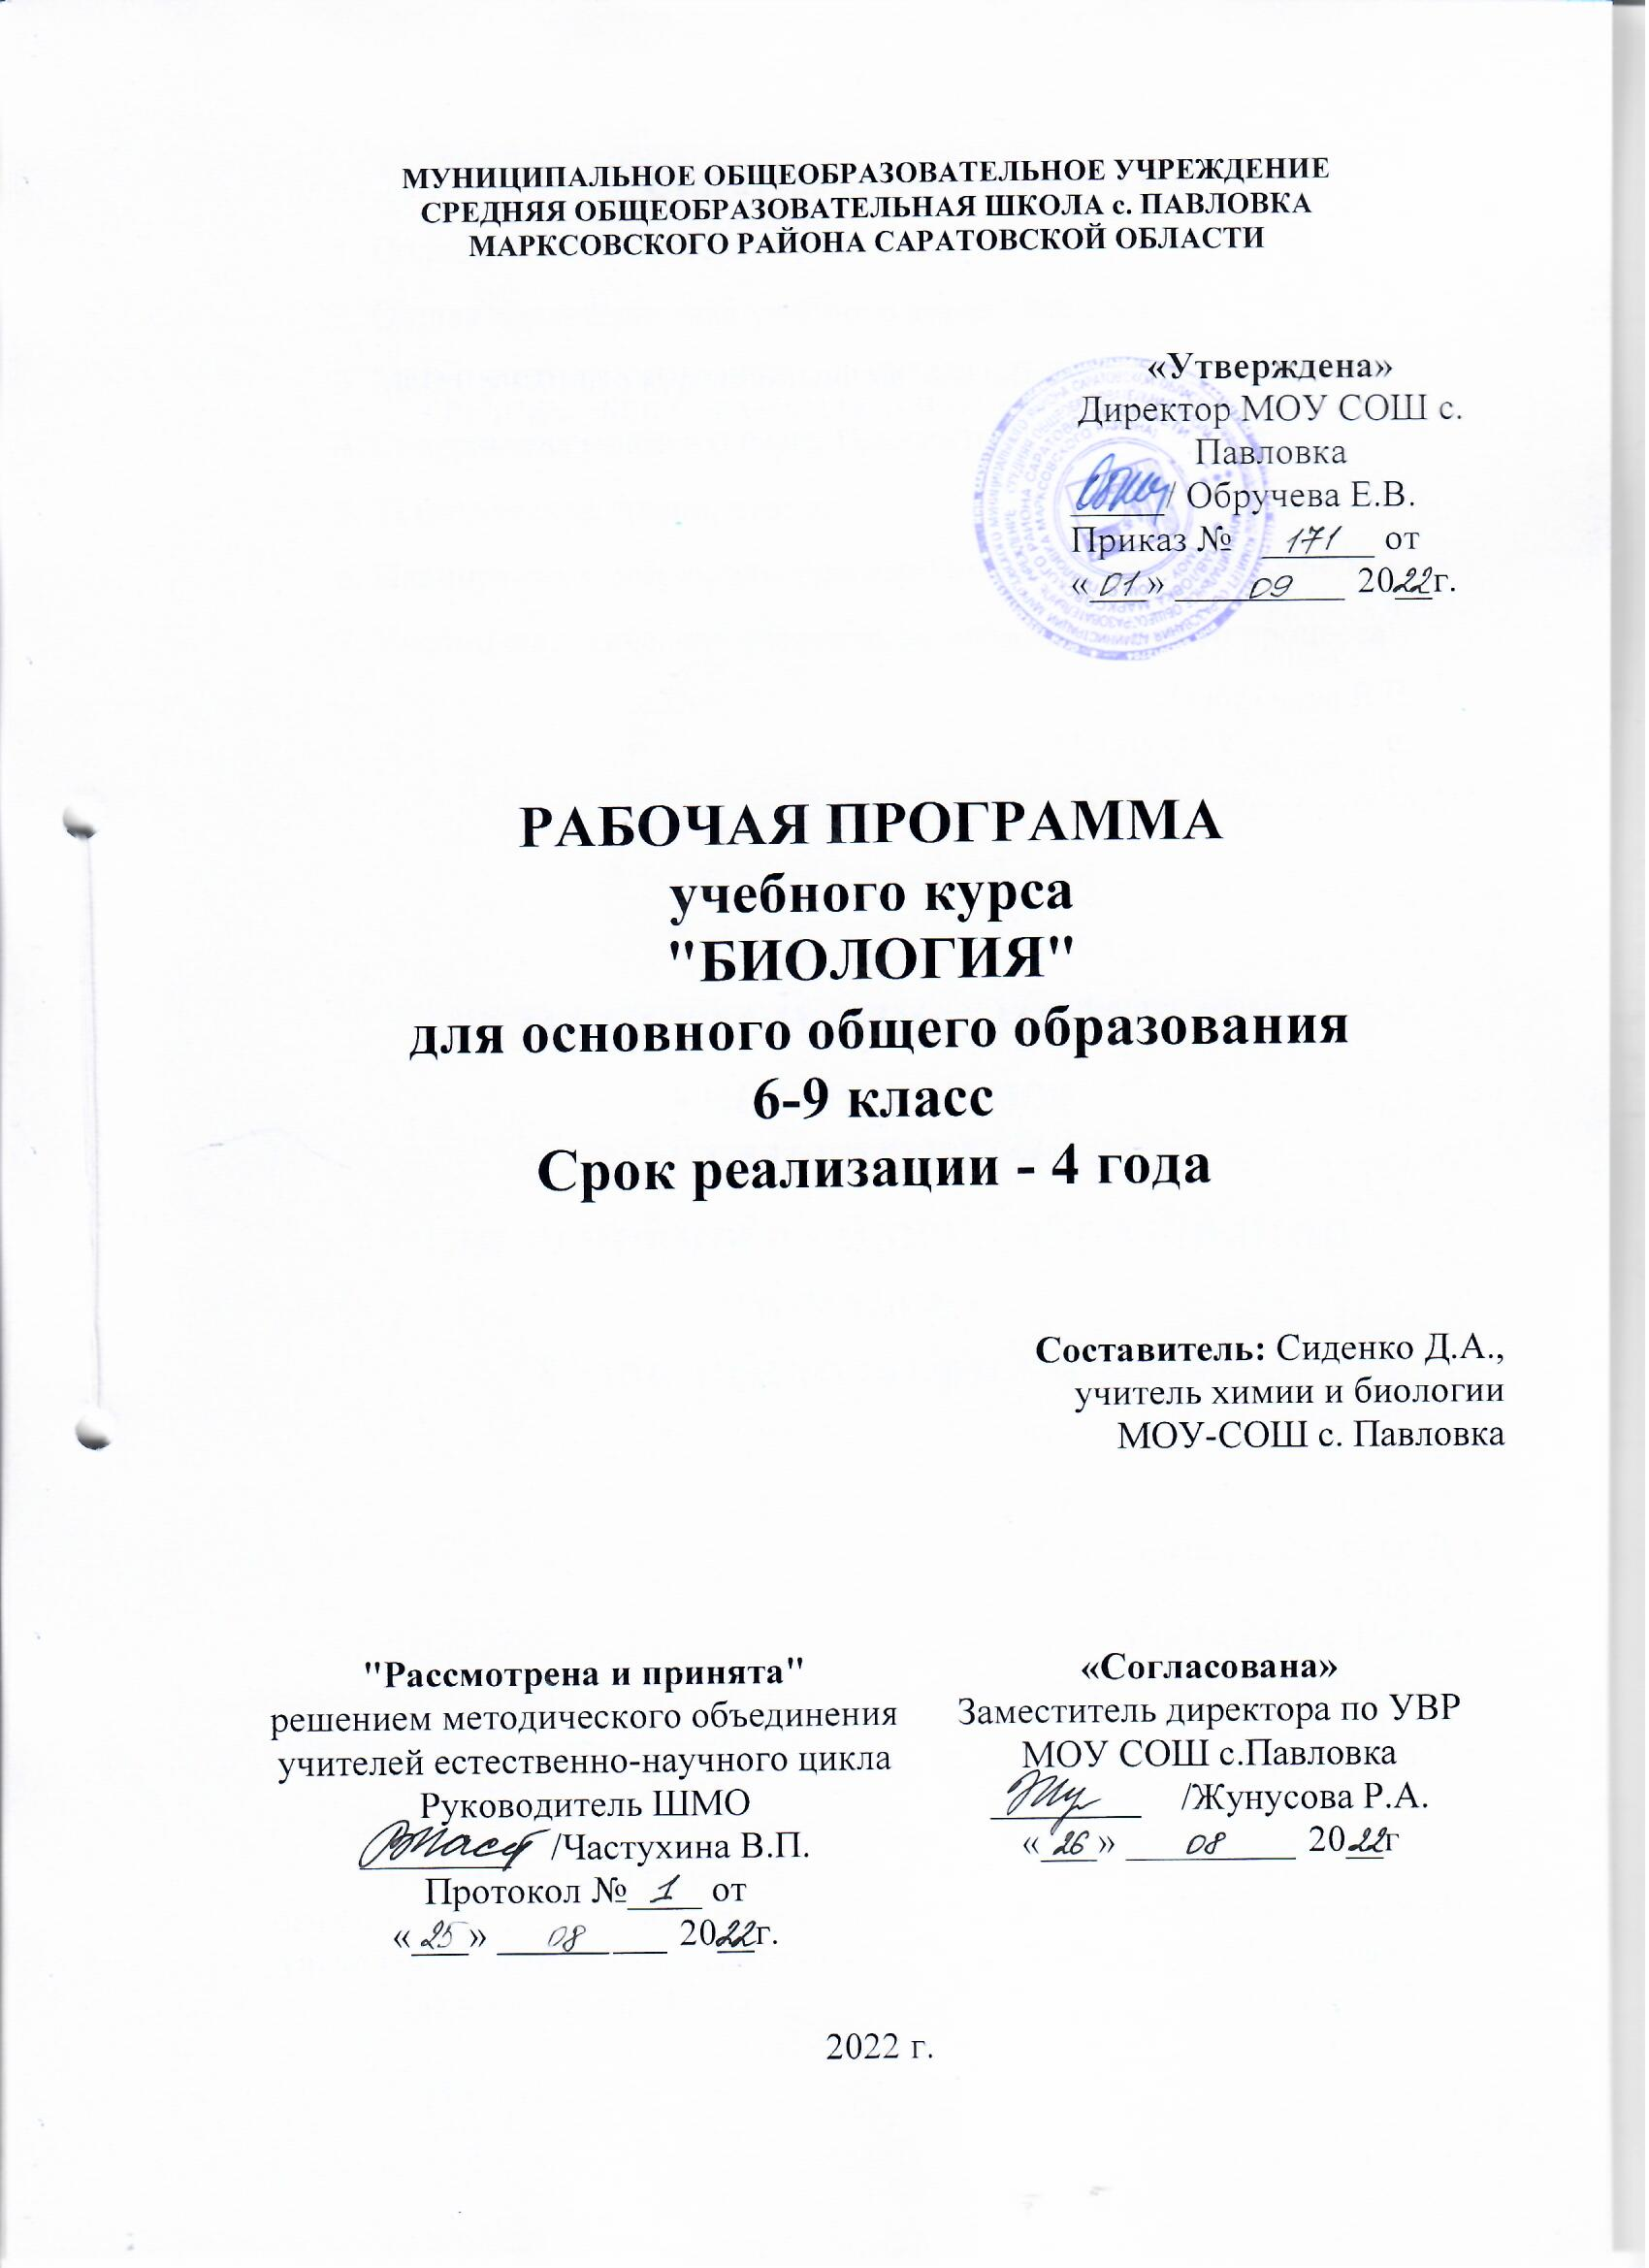 МУНИЦИПАЛЬНОЕ ОБЩЕОБРАЗОВАТЕЛЬНОЕ УЧРЕЖДЕНИЕ
СРЕДНЯЯ ОБЩЕОБРАЗОВАТЕЛЬНАЯ ШКОЛА с. ПАВЛОВКА
МАРКСОВСКОГО РАЙОНА САРАТОВСКОЙ ОБЛАСТИ
«Утверждена»
Директор МОУ СОШ с.
Павловка
/ Обручева Е.В.
Приказ № 171 от
«01» 09 2022г.
РАБОЧАЯ ПРОГРАММА
учебного курса
"БИОЛОГИЯ"
для основного общего образования
6-9 класс
Срок реализации - 4 года
Составитель: Сиденко Д.А.,
учитель химии и биологии
МОУ-СОШ с. Павловка
"Рассмотрена и принята"
решением методического объединения
учителей естественно-научного цикла
Руководитель ШМО
/Частухина В.П.
Протокол № 1 от
«25» 08 2022г.
«Согласована»
Заместитель директора по УВР
МОУ СОШ с.Павловка
/Жунусова Р.А.
«26» 08 2022г
2022 г.